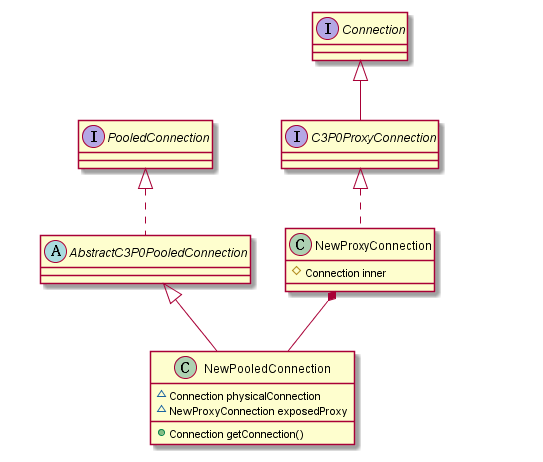 I Connection
I PooledConnection
I C3P0ProxyConnection
A AbstractC3P0PooledConnection
C NewProxyConnection
Connection inner
C NewPooledConnection
Connection physicalConnection
NewProxyConnection exposedProxy
Connection getConnection()